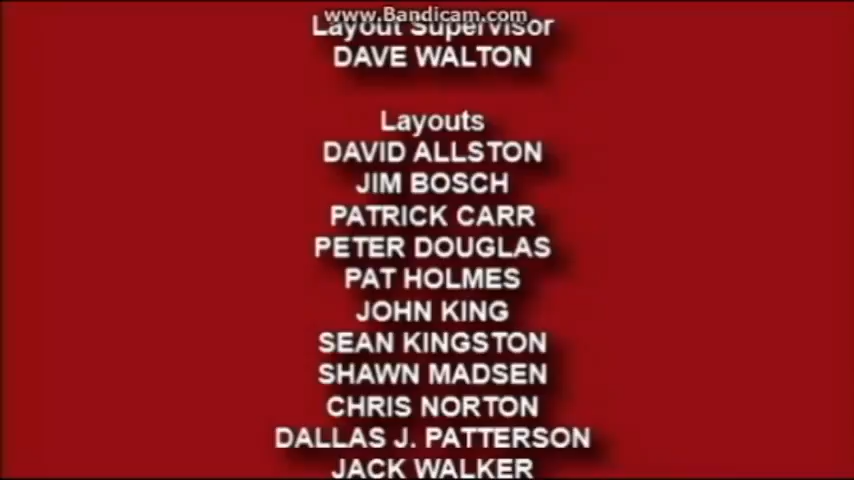 www.Bandicam.com
Layout Supervisor
DAVE WALTON
Layouts
DAVID ALLSTON
JIM BOSCH
PATRICK CARR
PETER DOUGLAS
PAT HOLMES
JOHN KING
SEAN KINGSTON
SHAWN MADSEN
CHRIS NORTON
DALLAS J. PATTERSON
JACK WALKER